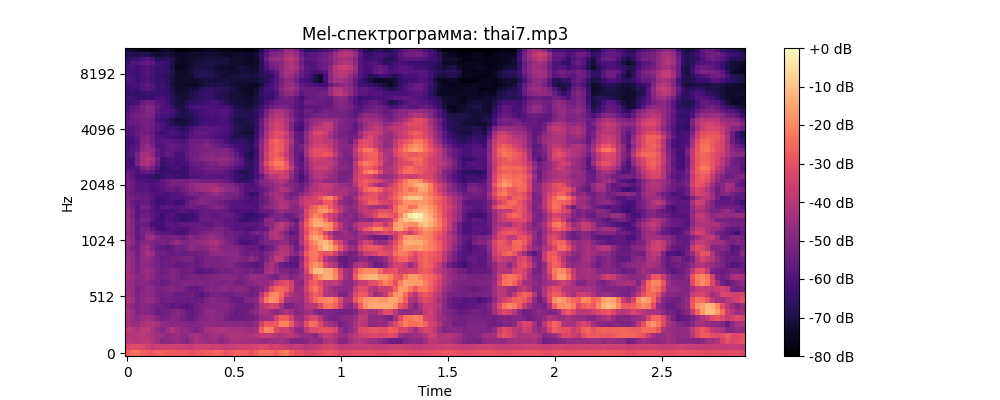 Mel-спектрограмма: thai7.mp3
Hz
8192
4096
2048
1024
512
0
0
0.5
1
1.5
2
2.5
Time
+0 dB
-10 dB
-20 dB
-30 dB
-40 dB
-50 dB
-60 dB
-70 dB
-80 dB